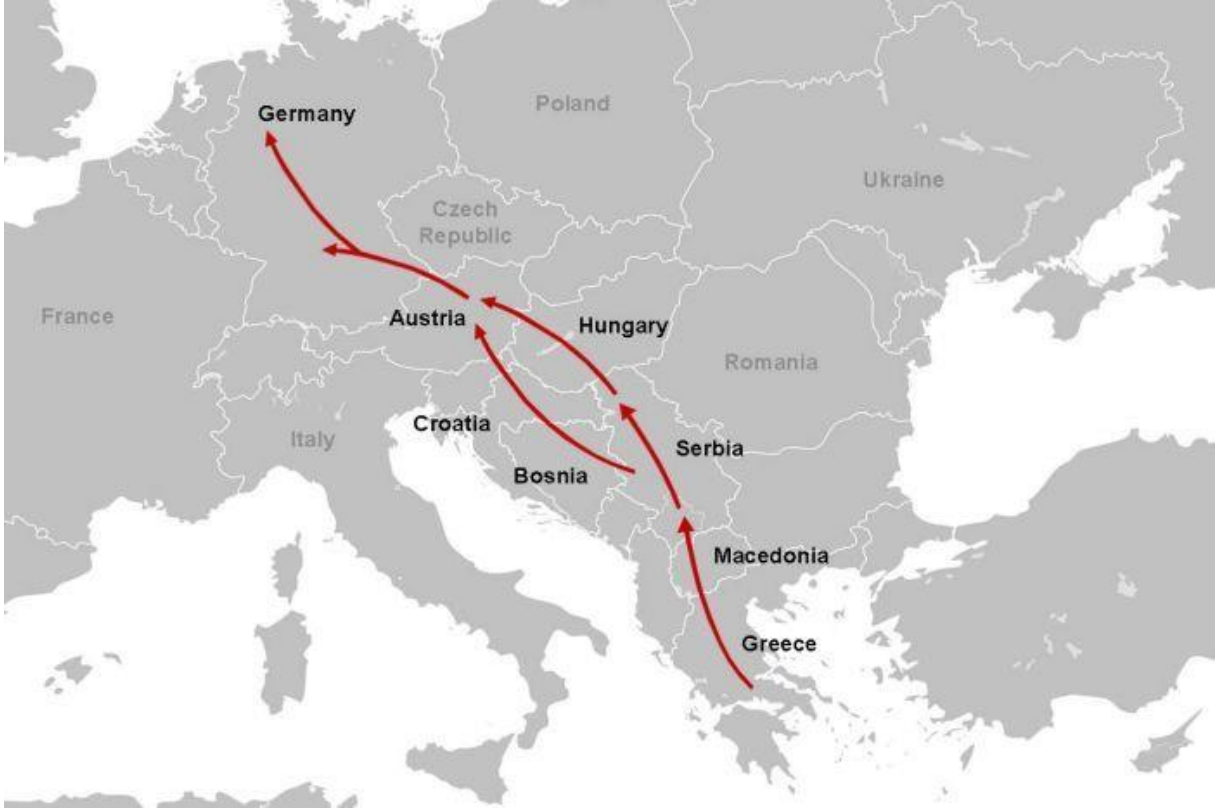 Germany
Poland
Ukraine
Czech
Republic
France
Austria
Hungary
Romania
Croatia
Italy
Serbia
Bosnia
Macedonia
Greece